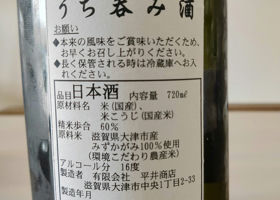 うち呑み酒
お願い
◆本来の風味をご賞味いただくため、
お早くお召し上がりください。
◆長く保管される時は冷蔵庫へお入
れください。
品目 日本酒 内容量 720㎖
原材料名 米(国産)、
米こうじ(国産米)
精米歩合 60%
原料米 滋賀県大津市産
みずかがみ100%使用
(環境こだわり農産米)
アルコール分 16度
製造者 有限会社 平井商店
滋賀県大津市中央1丁目2-33
製造年月